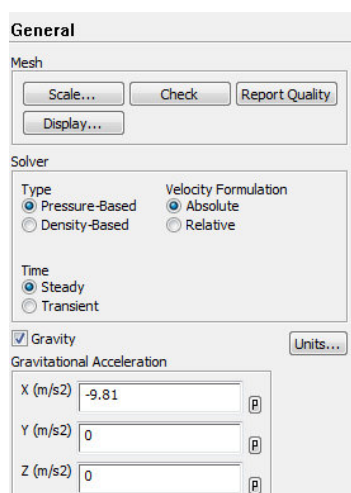 General
Mesh
Scale... Check Report Quality
Display...
Solver
Type Velocity Formulation
Pressure-Based Absolute
Density-Based Relative
Time
Steady
Transient
Gravity Units...
Gravitational Acceleration
X (m/s2) -9.81 P
Y (m/s2) 0 P
Z (m/s2) 0 P